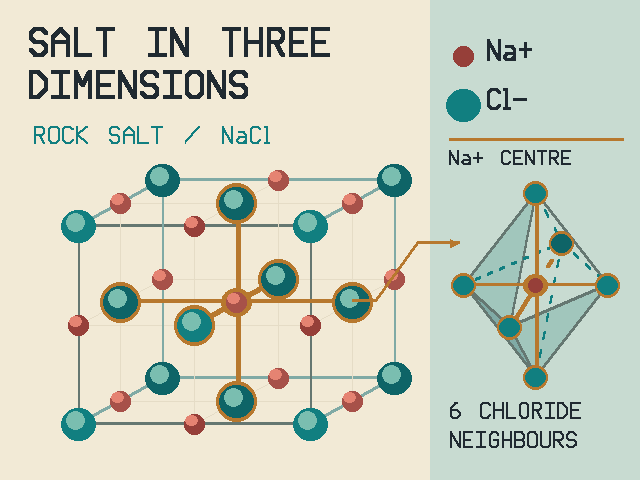 SALT IN THREE
DIMENSIONS
ROCK SALT / NaCl
Na+
Cl−
Na+ CENTRE
6 CHLORIDE
NEIGHBOURS